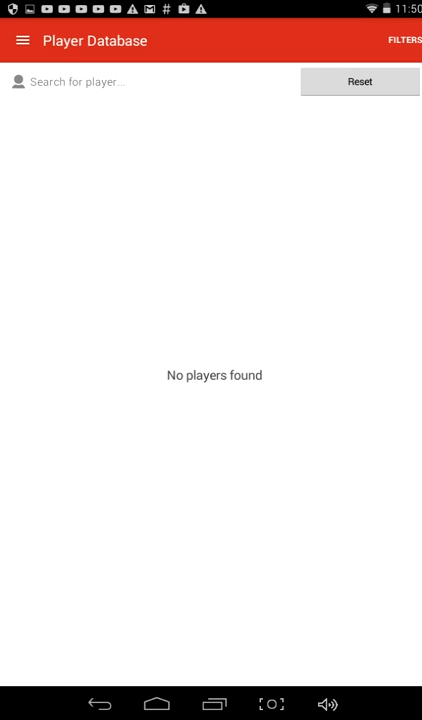 11:50
Player Database
FILTERS
Search for player...
Reset
No players found